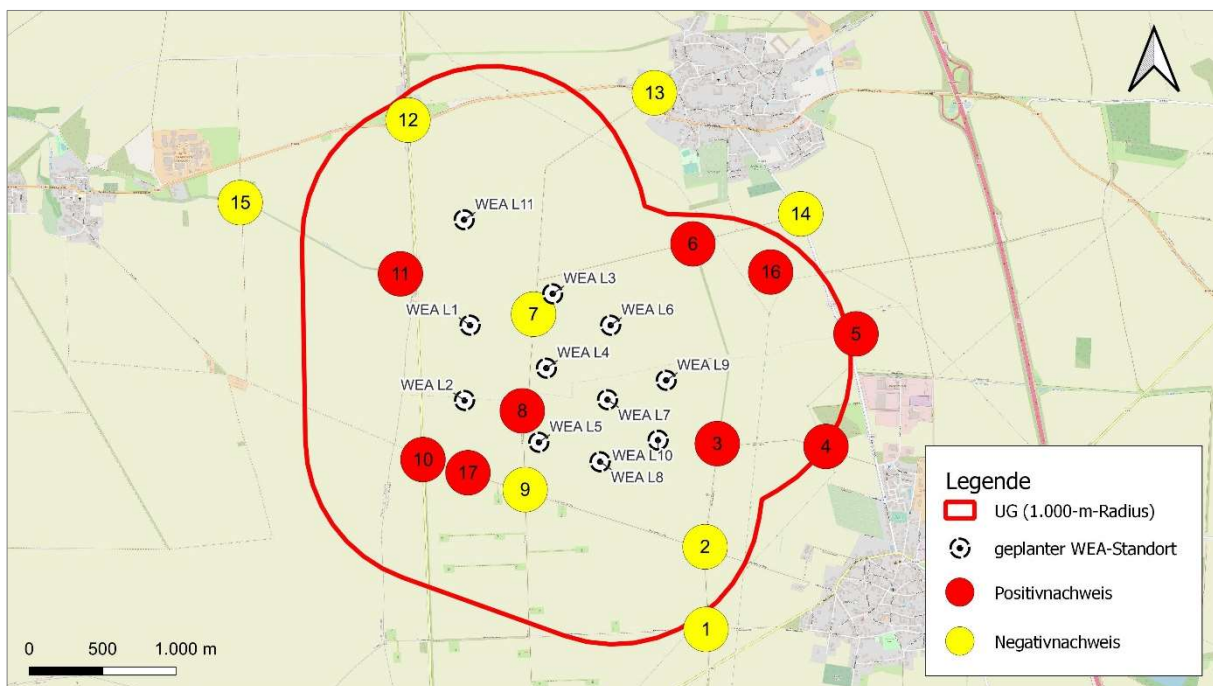 13
12
15
14
WEA L11
6
16
11
WEA L3
7
WEA L1
WEA L6
5
WEA L4
WEA L9
WEA L2
8
WEA L7
WEA L5
3
4
10
WEA L10
17
WEA L8
9
2
1
Legende
UG (1.000-m-Radius)
geplanter WEA-Standort
Positivnachweis
Negativnachweis
0 500 1.000 m